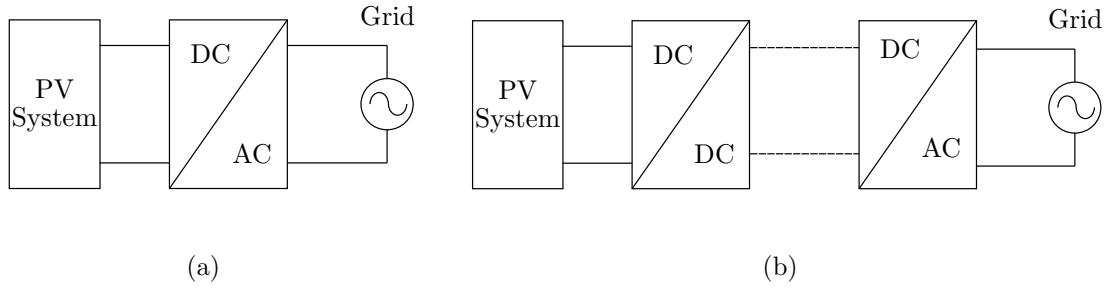 Grid
DC
PV
System
AC
(a)
Grid
DC
DC
PV
System
DC
AC
(b)